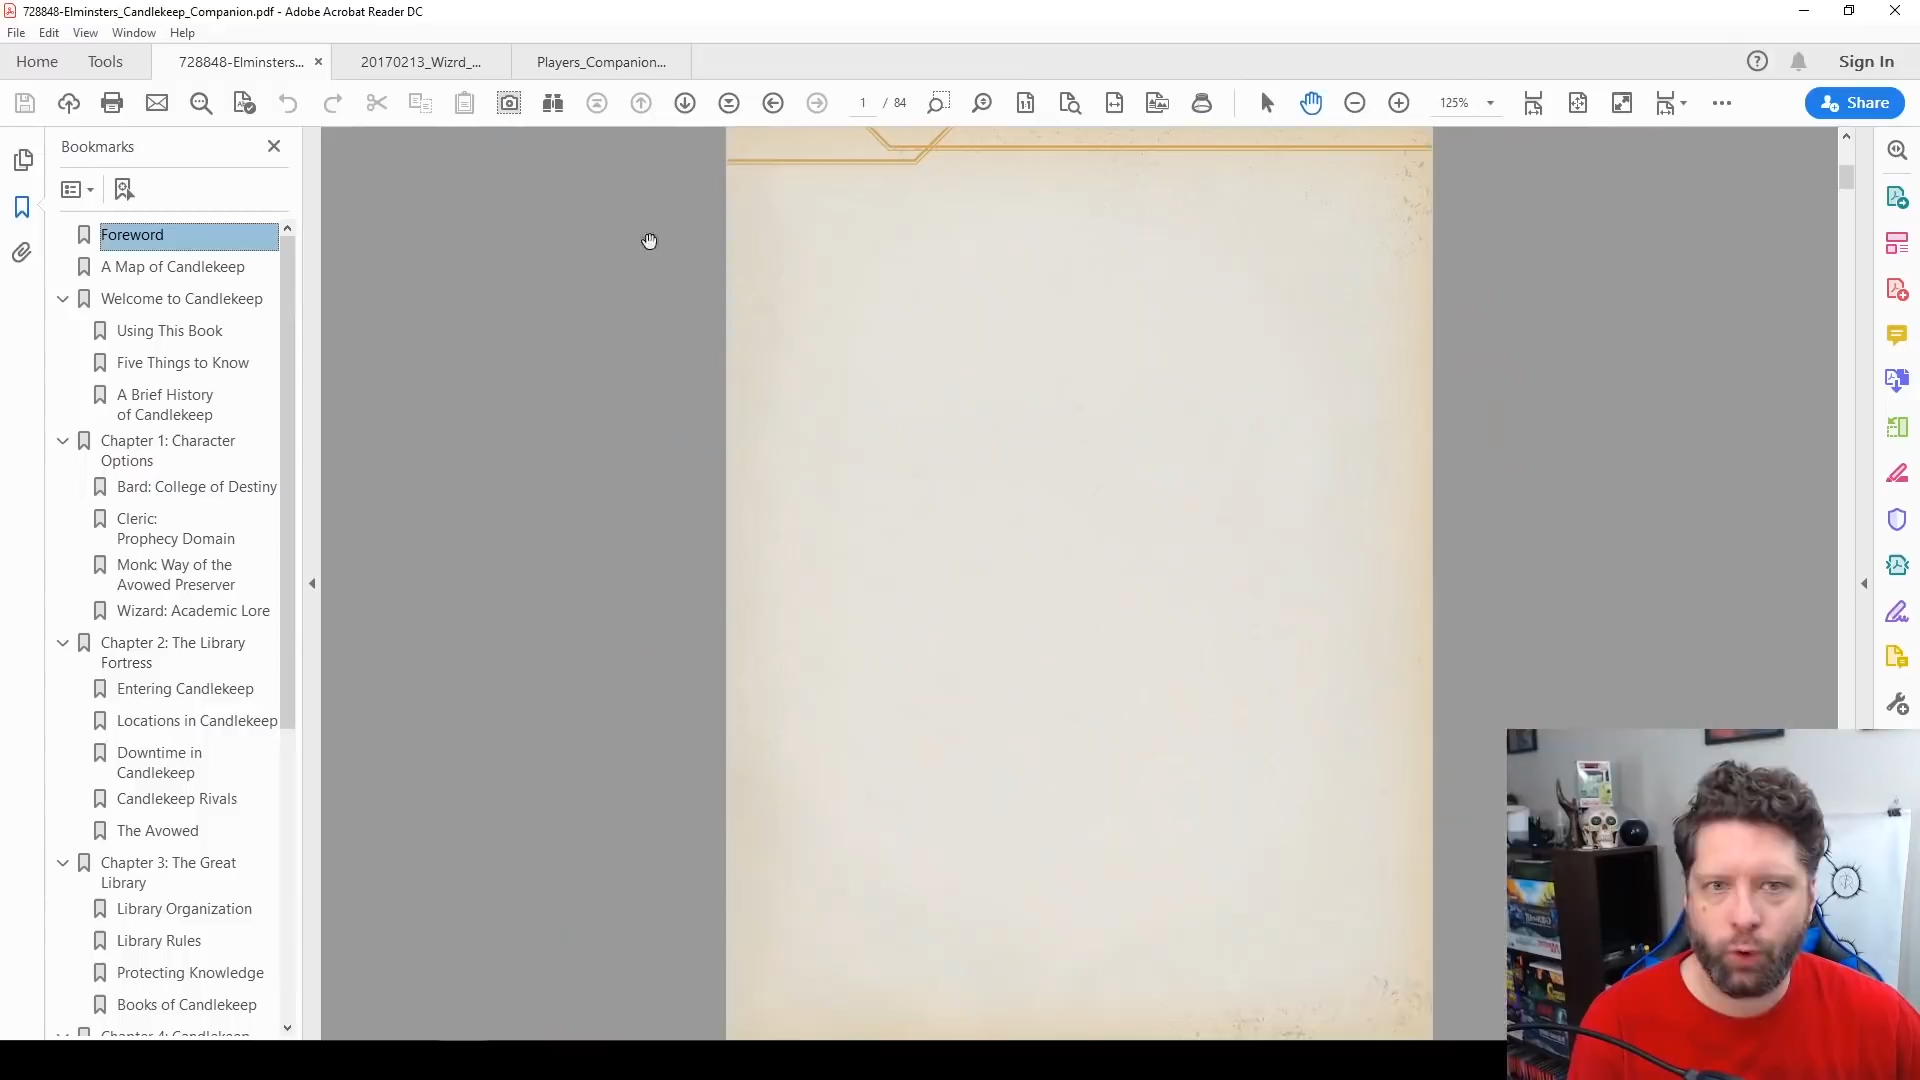 728848-Elminsters_Candlekeep_Companion.pdf - Adobe Acrobat Reader DC
File Edit View Window Help
Home Tools 728848-Elminsters... × 20170213_Wizrd_... Players_Companion... Sign In
1 / 84 125% Share
Bookmarks
Foreword
A Map of Candlekeep
Welcome to Candlekeep
Using This Book
Five Things to Know
A Brief History
of Candlekeep
Chapter 1: Character
Options
Bard: College of Destiny
Cleric:
Prophecy Domain
Monk: Way of the
Avowed Preserver
Wizard: Academic Lore
Chapter 2: The Library
Fortress
Entering Candlekeep
Locations in Candlekeep
Downtime in
Candlekeep
Candlekeep Rivals
The Avowed
Chapter 3: The Great
Library
Library Organization
Library Rules
Protecting Knowledge
Books of Candlekeep
Chapter 4: Candlekeep